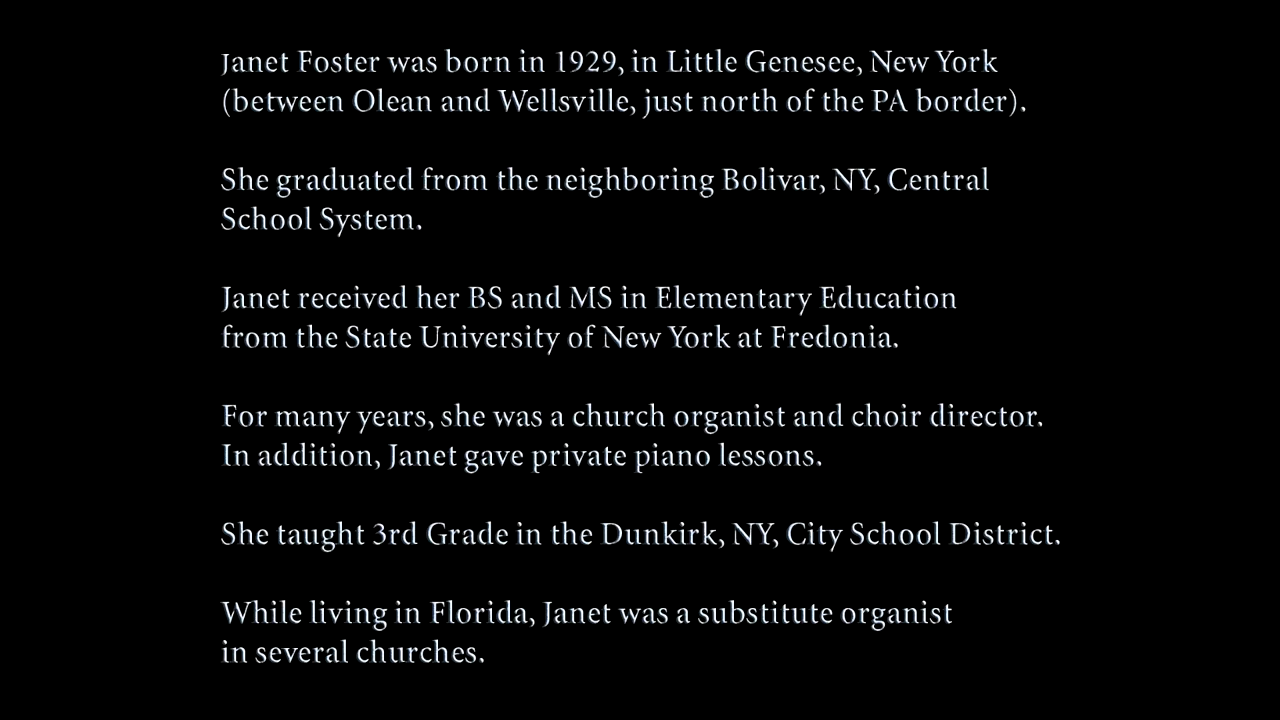 Janet Foster was born in 1929, in Little Genesee, New York
(between Olean and Wellsville, just north of the PA border).
She graduated from the neighboring Bolivar, NY, Central
School System.
Janet received her BS and MS in Elementary Education
from the State University of New York at Fredonia.
For many years, she was a church organist and choir director.
In addition, Janet gave private piano lessons.
She taught 3rd Grade in the Dunkirk, NY, City School District.
While living in Florida, Janet was a substitute organist
in several churches.